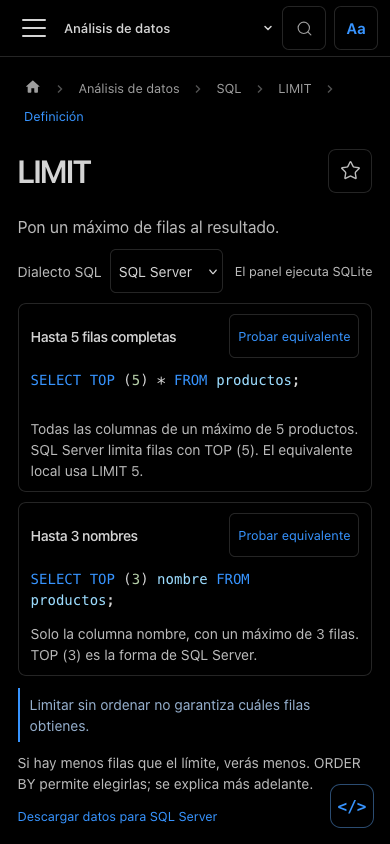 Análisis de datos
Aa
Análisis de datos > SQL > LIMIT >
Definición
LIMIT
Pon un máximo de filas al resultado.
Dialecto SQL SQL Server El panel ejecuta SQLite
Hasta 5 filas completas Probar equivalente
SELECT TOP (5) * FROM productos;
Todas las columnas de un máximo de 5 productos.
SQL Server limita filas con TOP (5). El equivalente
local usa LIMIT 5.
Hasta 3 nombres Probar equivalente
SELECT TOP (3) nombre FROM
productos;
Solo la columna nombre, con un máximo de 3 filas.
TOP (3) es la forma de SQL Server.
Limitar sin ordenar no garantiza cuáles filas
obtienes.
Si hay menos filas que el límite, verás menos. ORDER
BY permite elegirlas; se explica más adelante.
</>
Descargar datos para SQL Server